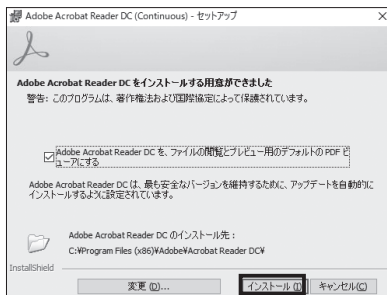 Adobe Acrobat Reader DC (Continuous) - セットアップ
Adobe Acrobat Reader DC をインストールする用意ができました
警告: このプログラムは、著作権法および国際協定によって保護されています。
Adobe Acrobat Reader DC を、ファイルの閲覧とプレビュー用のデフォルトの PDF ビ
ューアにする
Adobe Acrobat Reader DC は、最も安全なバージョンを維持するために、アップデートを自動的に
インストールするように設定されています。
Adobe Acrobat Reader DC のインストール先 :
C:¥Program Files (x86)¥Adobe¥Acrobat Reader DC¥
InstallShield
変更 (D)... インストール (I) キャンセル(C)